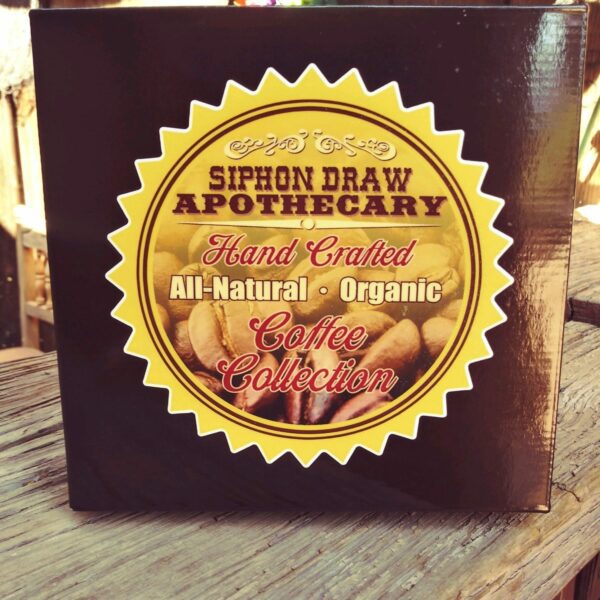 SIPHON DRAW
APOTHECARY
Hand Crafted
All-Natural • Organic
Coffee
Collection